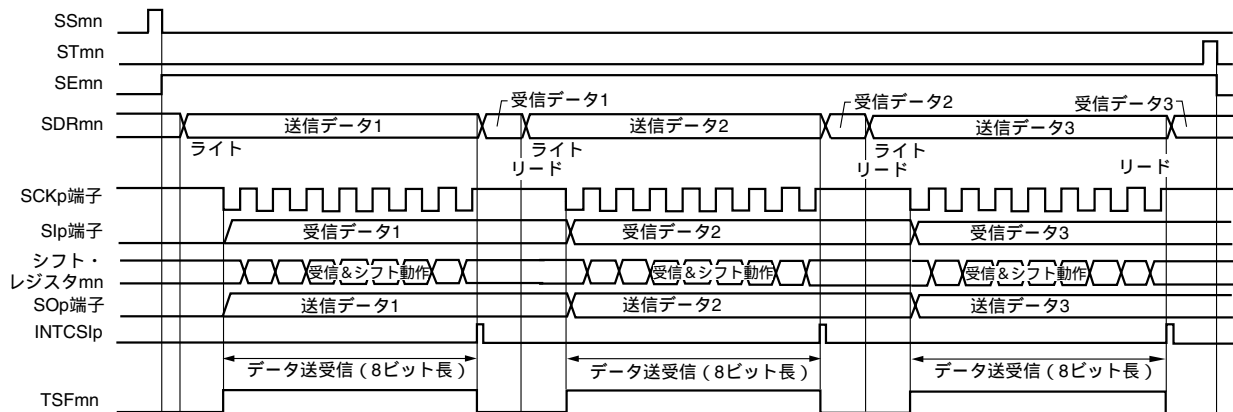 SSmn
STmn
SEmn
受信データ1 受信データ2 受信データ3
SDRmn 送信データ1 送信データ2 送信データ3
ライト ライト ライト
リード リード リード
SCKp端子
SIp端子 受信データ1 受信データ2 受信データ3
シフト・
レジスタmn 受信&シフト動作 受信&シフト動作 受信&シフト動作
SOp端子 送信データ1 送信データ2 送信データ3
INTCSIp
データ送受信(8ビット長) データ送受信(8ビット長) データ送受信(8ビット長)
TSFmn